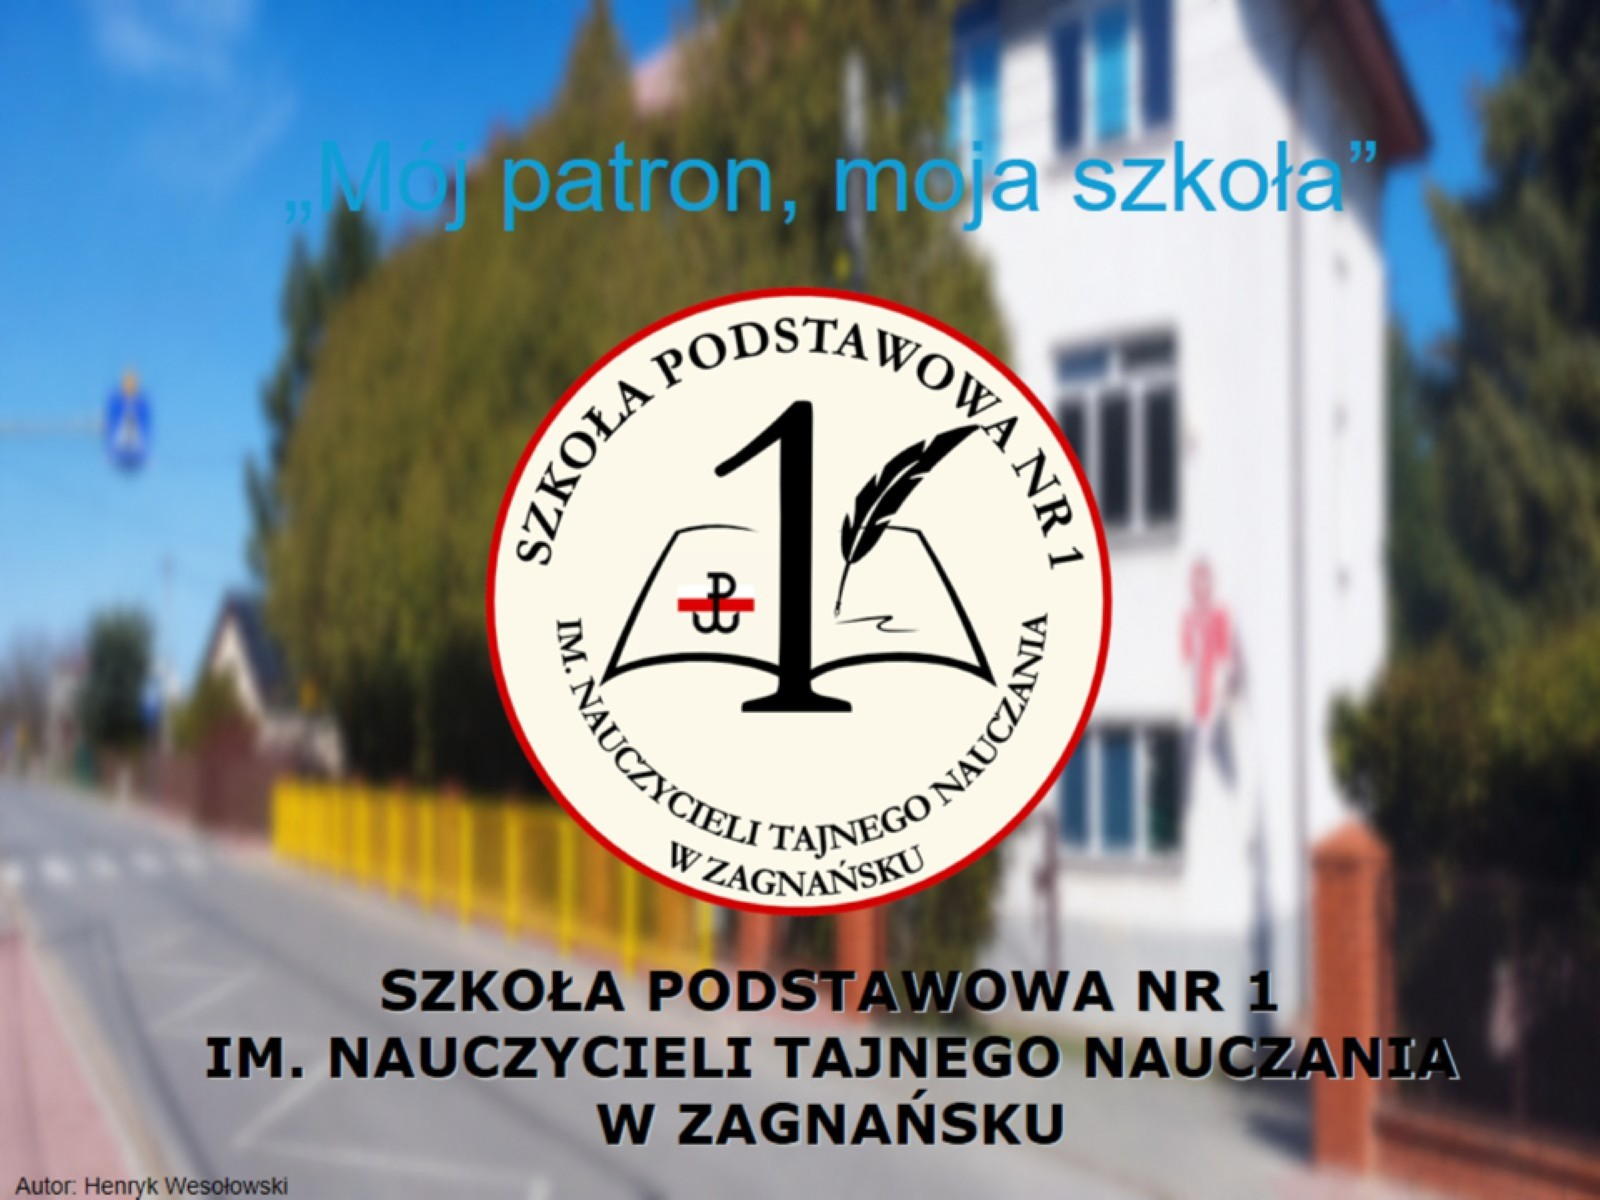 „Mój patron, moja szkoła”
SZKOŁA PODSTAWOWA NR 1
1
IM. NAUCZYCIELI TAJNEGO NAUCZANIA
W ZAGNAŃSKU
SZKOŁA PODSTAWOWA NR 1
IM. NAUCZYCIELI TAJNEGO NAUCZANIA
W ZAGNAŃSKU
Autor: Henryk Wesołowski